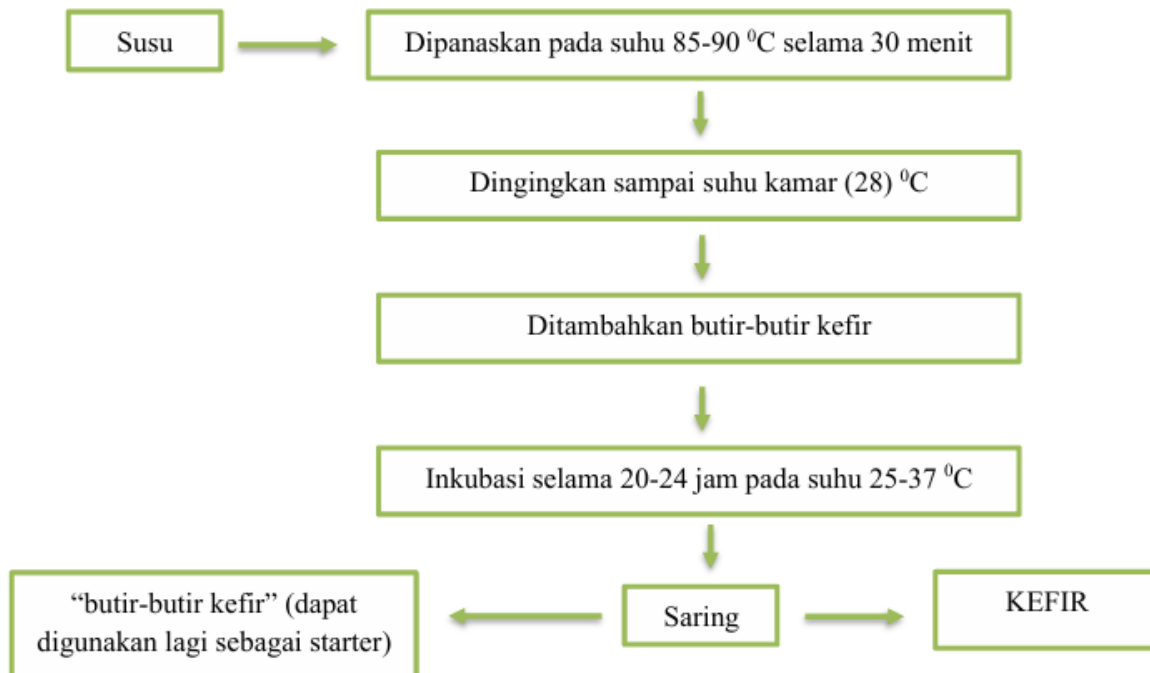 Susu
Dipanaskan pada suhu 85-90 ⁰C selama 30 menit
Dingingkan sampai suhu kamar (28) ⁰C
Ditambahkan butir-butir kefir
Inkubasi selama 20-24 jam pada suhu 25-37 ⁰C
“butir-butir kefir” (dapat
digunakan lagi sebagai starter)
Saring
KEFIR